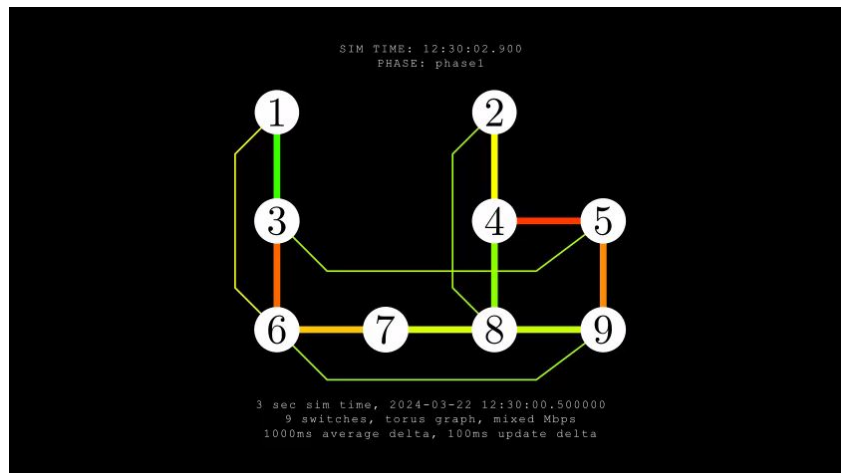 SIM TIME: 12:30:02.900
PHASE: phase1
1
2
3
4
5
6
7
8
9
3 sec sim time, 2024-03-22 12:30:00.500000
9 switches, torus graph, mixed Mbps
1000ms average delta, 100ms update delta